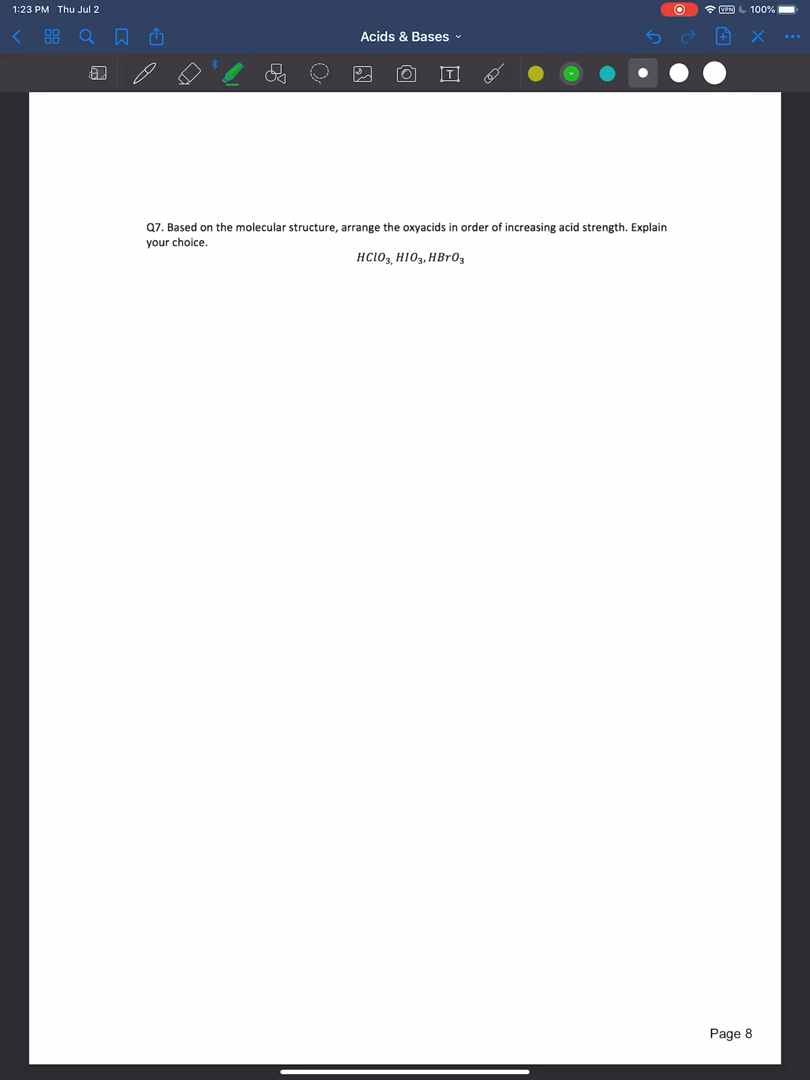 1:23 PM Thu Jul 2 VPN 100%
Acids & Bases
T
Q7. Based on the molecular structure, arrange the oxyacids in order of increasing acid strength. Explain
your choice.
HClO₃, HIO₃, HBrO₃
Page 8